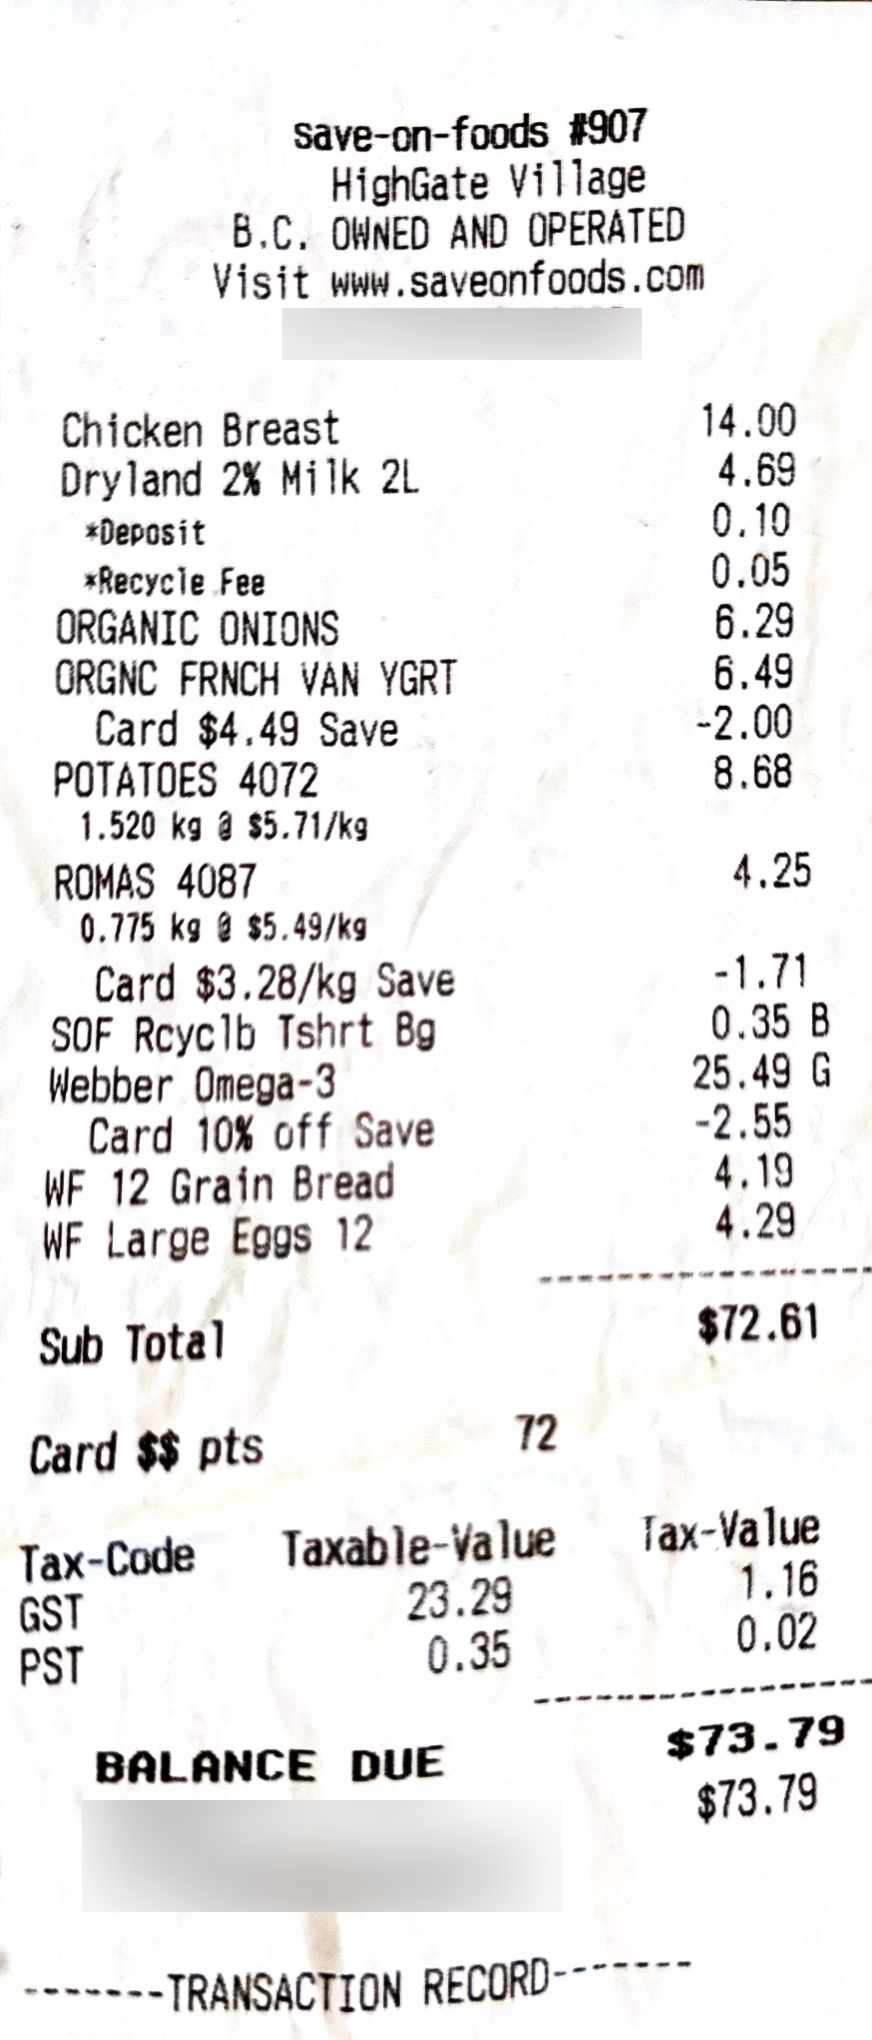 save-on-foods #907
HighGate Village
B.C. OWNED AND OPERATED
Visit www.saveonfoods.com
Chicken Breast 14.00
Dryland 2% Milk 2L 4.69
*Deposit 0.10
*Recycle Fee 0.05
ORGANIC ONIONS 6.29
ORGNC FRNCH VAN YGRT 6.49
Card $4.49 Save -2.00
POTATOES 4072 8.68
1.520 kg @ $5.71/kg
ROMAS 4087 4.25
0.775 kg @ $5.49/kg
Card $3.28/kg Save -1.71
SOF Rcyclb Tshrt Bg 0.35 B
Webber Omega-3 25.49 G
Card 10% off Save -2.55
WF 12 Grain Bread 4.19
WF Large Eggs 12 4.29
Sub Total $72.61
Card $$ pts 72
Tax-Code Taxable-Value Tax-Value
GST 23.29 1.16
PST 0.35 0.02
BALANCE DUE $73.79
$73.79
-------TRANSACTION RECORD-------